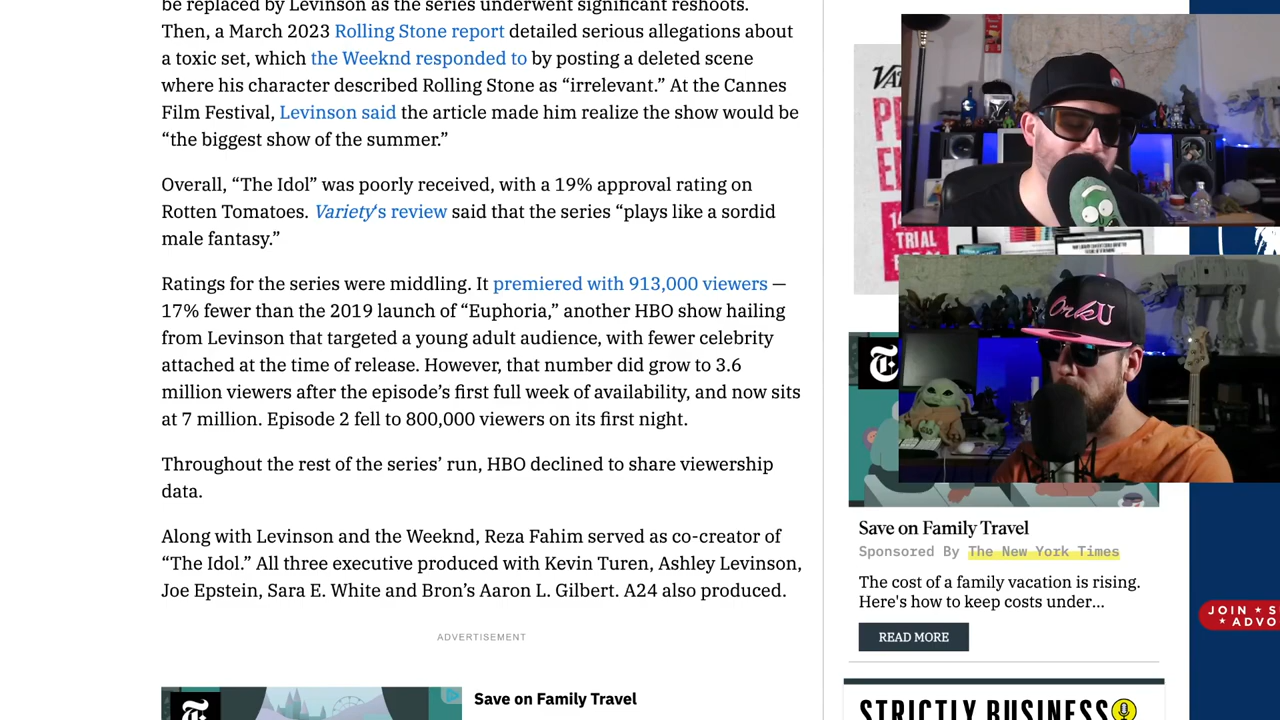 be replaced by Levinson as the series underwent significant reshoots.
Then, a March 2023 Rolling Stone report detailed serious allegations about
a toxic set, which the Weeknd responded to by posting a deleted scene
where his character described Rolling Stone as “irrelevant.” At the Cannes
Film Festival, Levinson said the article made him realize the show would be
“the biggest show of the summer.”
Overall, “The Idol” was poorly received, with a 19% approval rating on
Rotten Tomatoes. Variety‘s review said that the series “plays like a sordid
male fantasy.”
Ratings for the series were middling. It premiered with 913,000 viewers —
17% fewer than the 2019 launch of “Euphoria,” another HBO show hailing
from Levinson that targeted a young adult audience, with fewer celebrity
attached at the time of release. However, that number did grow to 3.6
million viewers after the episode’s first full week of availability, and now sits
at 7 million. Episode 2 fell to 800,000 viewers on its first night.
Throughout the rest of the series’ run, HBO declined to share viewership
data.
Along with Levinson and the Weeknd, Reza Fahim served as co-creator of
“The Idol.” All three executive produced with Kevin Turen, Ashley Levinson,
Joe Epstein, Sara E. White and Bron’s Aaron L. Gilbert. A24 also produced.
ADVERTISEMENT
Save on Family Travel
TRIAL
OrkU
Save on Family Travel
Sponsored By The New York Times
The cost of a family vacation is rising.
Here's how to keep costs under...
READ MORE
STRICTLY BUSINESS
JOIN ★ S
★ ADVO